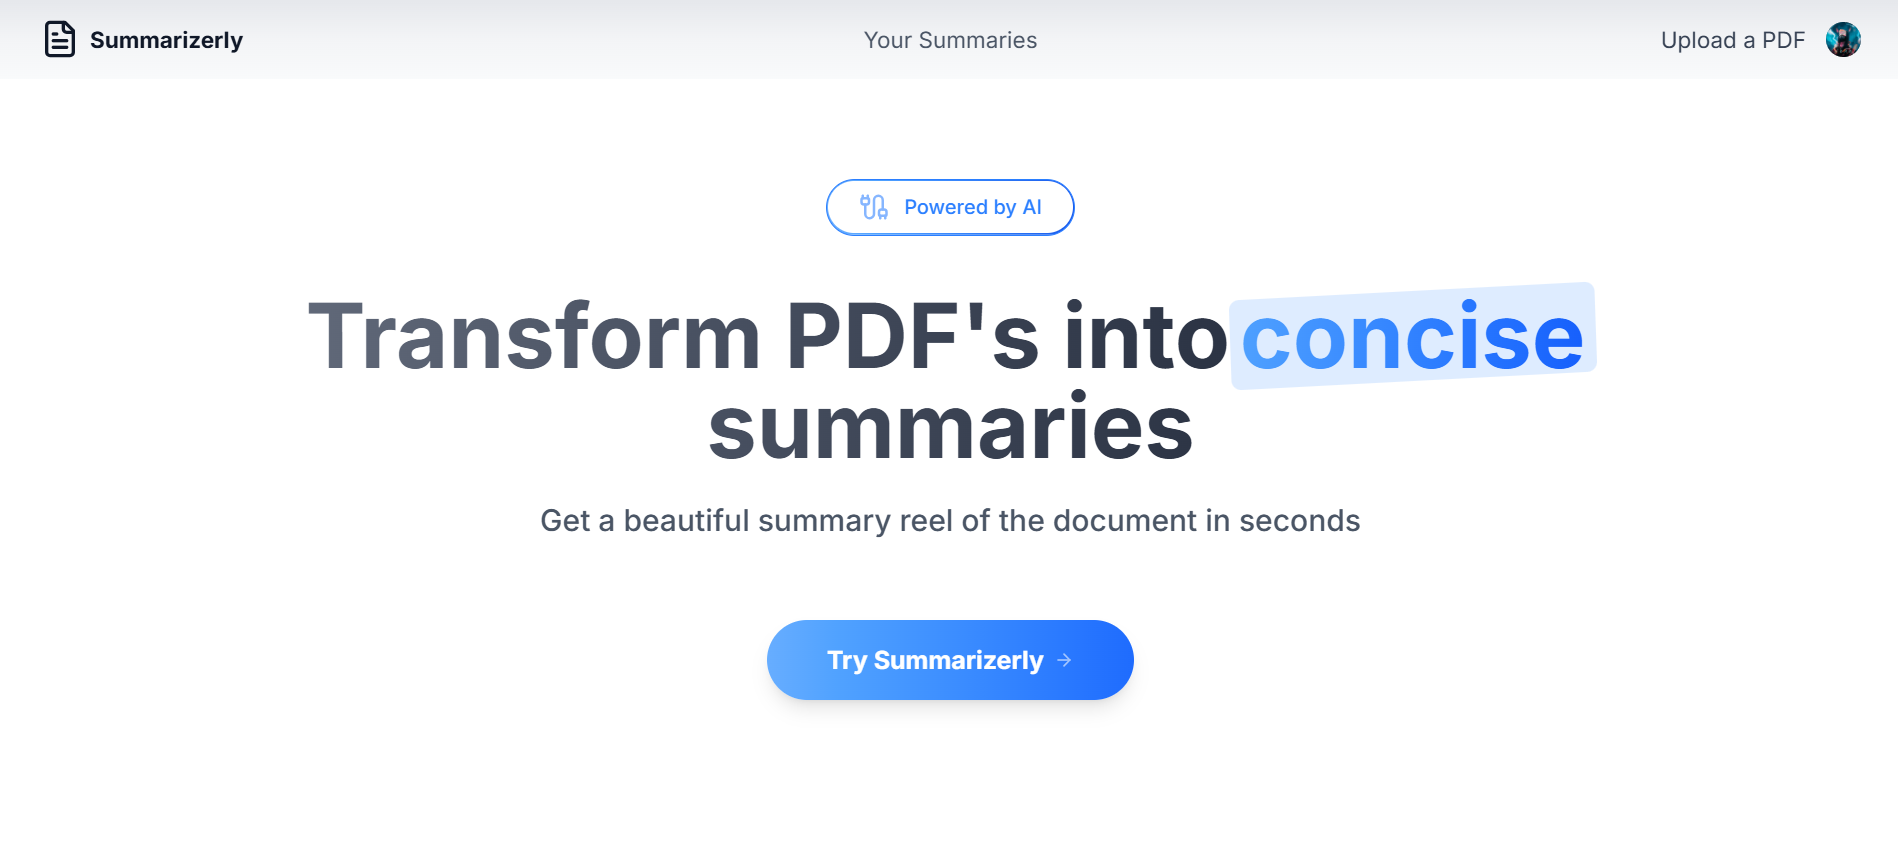 Summarizerly
Your Summaries
Upload a PDF
Powered by AI
Transform PDF's into concise
summaries
Get a beautiful summary reel of the document in seconds
Try Summarizerly →